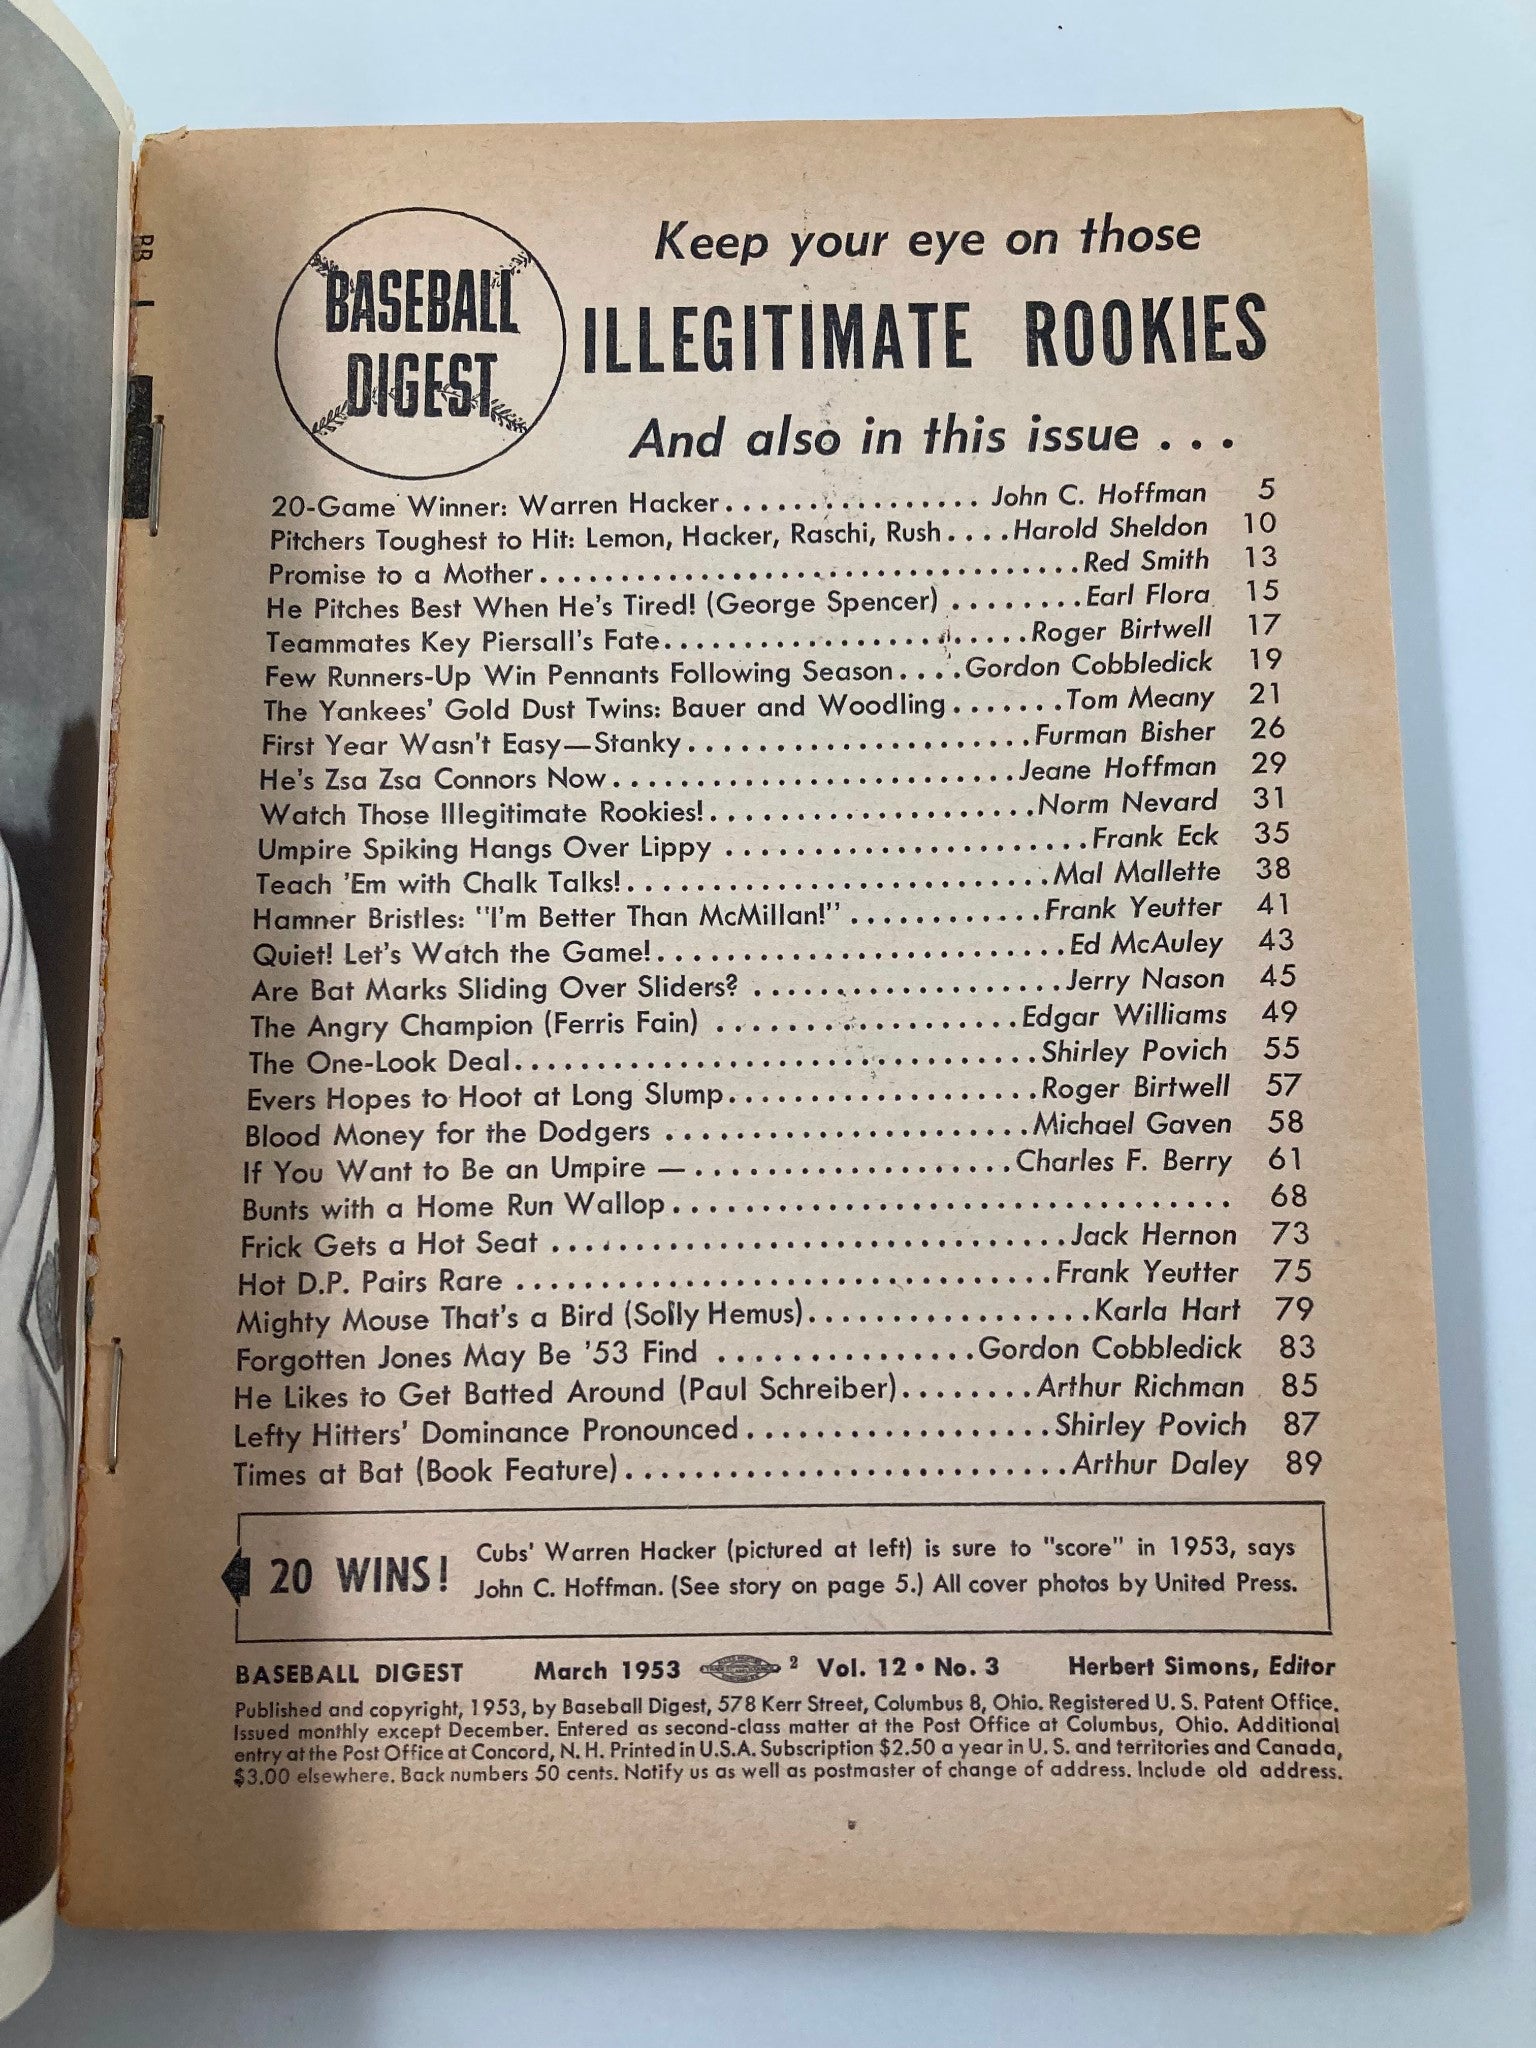 BASEBALL
DIGEST
Keep your eye on those
ILLEGITIMATE ROOKIES
And also in this issue . . .
20-Game Winner: Warren Hacker . . . . . . . . . . . . . . . . John C. Hoffman 5
Pitchers Toughest to Hit: Lemon, Hacker, Raschi, Rush . . . . Harold Sheldon 10
Promise to a Mother . . . . . . . . . . . . . . . . Red Smith 13
He Pitches Best When He's Tired! (George Spencer) . . . . . . . . Earl Flora 15
Teammates Key Piersall's Fate . . . . . . . . . . . . . . . . Roger Birtwell 17
Few Runners-Up Win Pennants Following Season . . . . Gordon Cobbledick 19
The Yankees' Gold Dust Twins: Bauer and Woodling . . . . . . . Tom Meany 21
First Year Wasn't Easy—Stanky . . . . . . . . . . . . . . . . Furman Bisher 26
He's Zsa Zsa Connors Now . . . . . . . . . . . . . . . . Jeane Hoffman 29
Watch Those Illegitimate Rookies! . . . . . . . . . . . . . . . . Norm Nevard 31
Umpire Spiking Hangs Over Lippy . . . . . . . . . . . . . . . . Frank Eck 35
Teach 'Em with Chalk Talks! . . . . . . . . . . . . . . . . Mal Mallette 38
Hamner Bristles: "I'm Better Than McMillan!" . . . . . . . . . . . . Frank Yeutter 41
Quiet! Let's Watch the Game! . . . . . . . . . . . . . . . . Ed McAuley 43
Are Bat Marks Sliding Over Sliders? . . . . . . . . . . . . . . . . Jerry Nason 45
The Angry Champion (Ferris Fain) . . . . . . . . . . . . . . . . Edgar Williams 49
The One-Look Deal . . . . . . . . . . . . . . . . Shirley Povich 55
Evers Hopes to Hoot at Long Slump . . . . . . . . . . . . . . . . Roger Birtwell 57
Blood Money for the Dodgers . . . . . . . . . . . . . . . . Michael Gaven 58
If You Want to Be an Umpire — . . . . . . . . . . . . . . . . Charles F. Berry 61
Bunts with a Home Run Wallop . . . . . . . . . . . . . . . . 68
Frick Gets a Hot Seat . . . . . . . . . . . . . . . . Jack Hernon 73
Hot D.P. Pairs Rare . . . . . . . . . . . . . . . . Frank Yeutter 75
Mighty Mouse That's a Bird (Solly Hemus) . . . . . . . . . . . . . . . . Karla Hart 79
Forgotten Jones May Be '53 Find . . . . . . . . . . . . . . . . Gordon Cobbledick 83
He Likes to Get Batted Around (Paul Schreiber) . . . . . . . . Arthur Richman 85
Lefty Hitters' Dominance Pronounced . . . . . . . . . . . . . . . . Shirley Povich 87
Times at Bat (Book Feature) . . . . . . . . . . . . . . . . Arthur Daley 89
20 WINS!
Cubs' Warren Hacker (pictured at left) is sure to "score" in 1953, says
John C. Hoffman. (See story on page 5.) All cover photos by United Press.
BASEBALL DIGEST March 1953 2 Vol. 12 • No. 3 Herbert Simons, Editor
Published and copyright, 1953, by Baseball Digest, 578 Kerr Street, Columbus 8, Ohio. Registered U. S. Patent Office.
Issued monthly except December. Entered as second-class matter at the Post Office at Columbus, Ohio. Additional
entry at the Post Office at Concord, N. H. Printed in U.S.A. Subscription $2.50 a year in U. S. and territories and Canada,
$3.00 elsewhere. Back numbers 50 cents. Notify us as well as postmaster of change of address. Include old address.